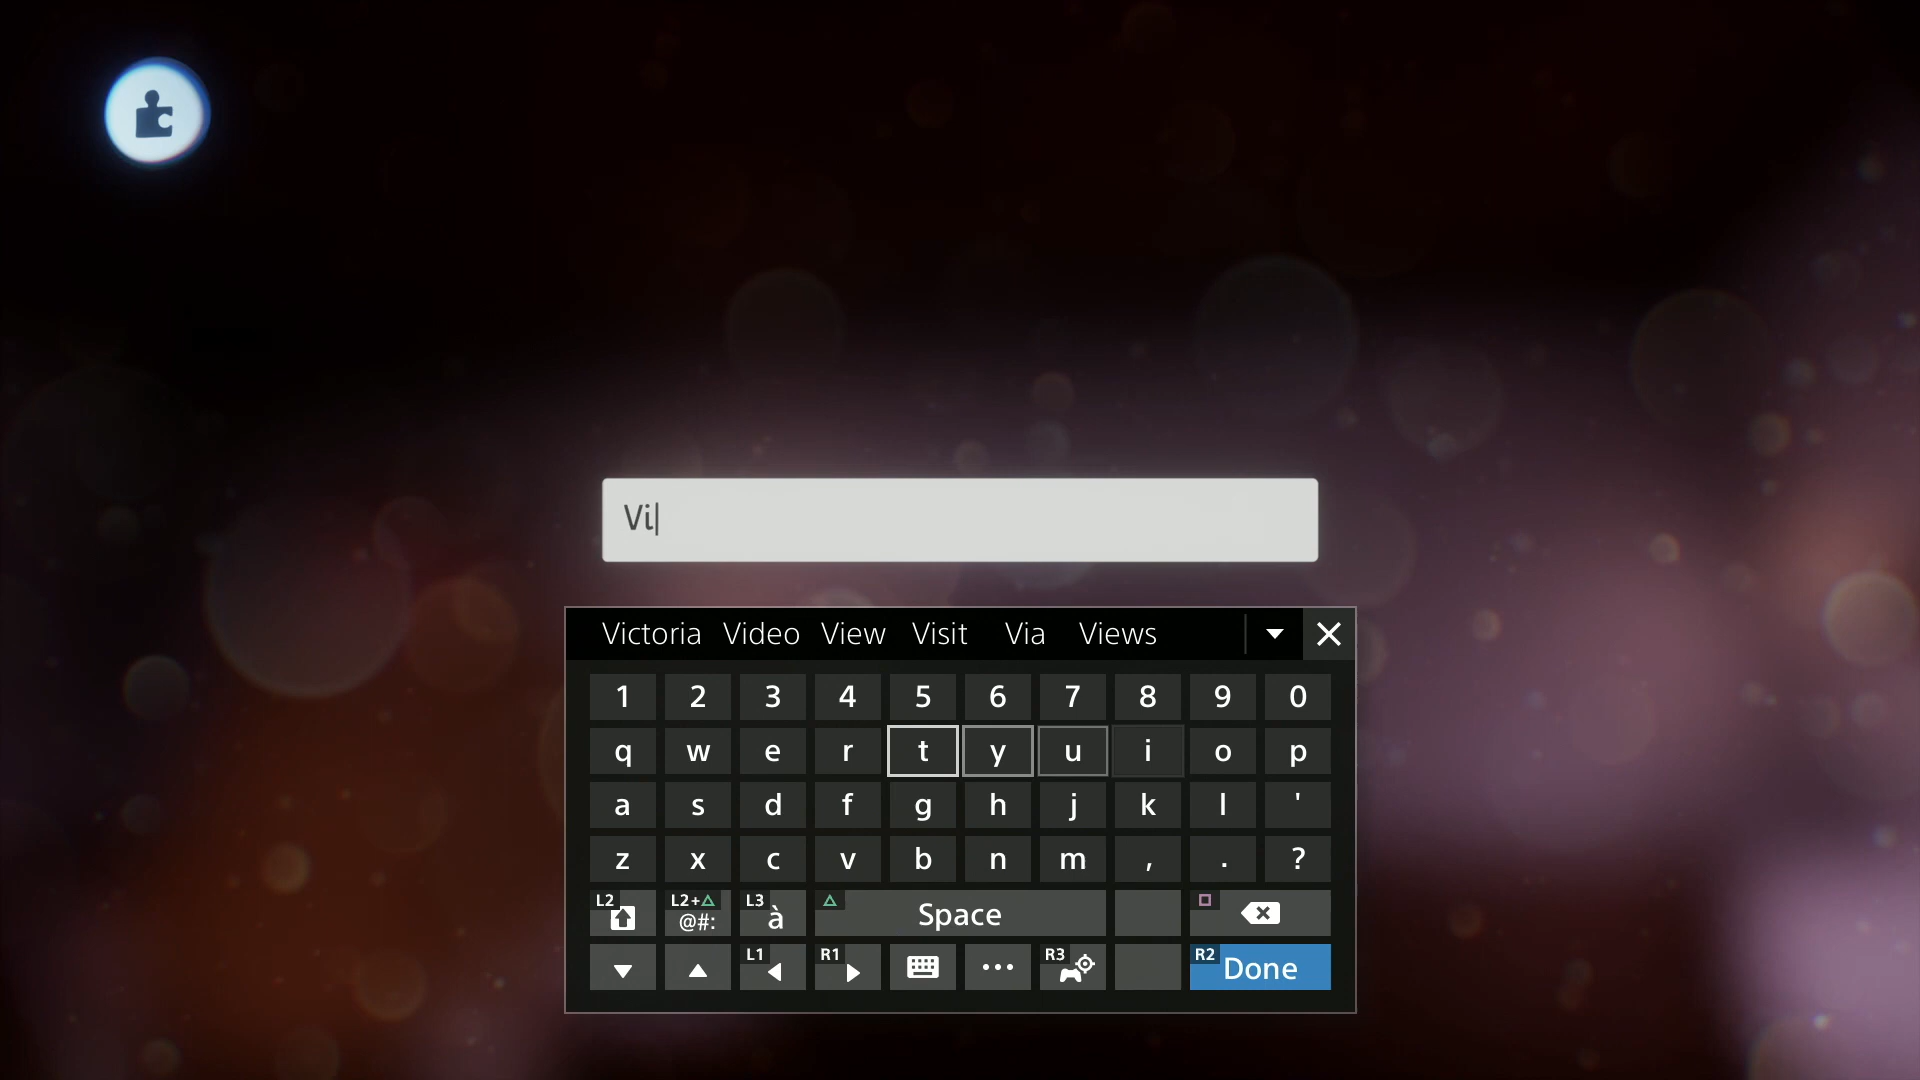 Vi
Victoria Video View Visit Via Views
1 2 3 4 5 6 7 8 9 0
q w e r t y u i o p
a s d f g h j k l '
z x c v b n m , . ?
L2 L2+△ @#: L3 à △ Space □
L1 R1 ... R3 R2 Done